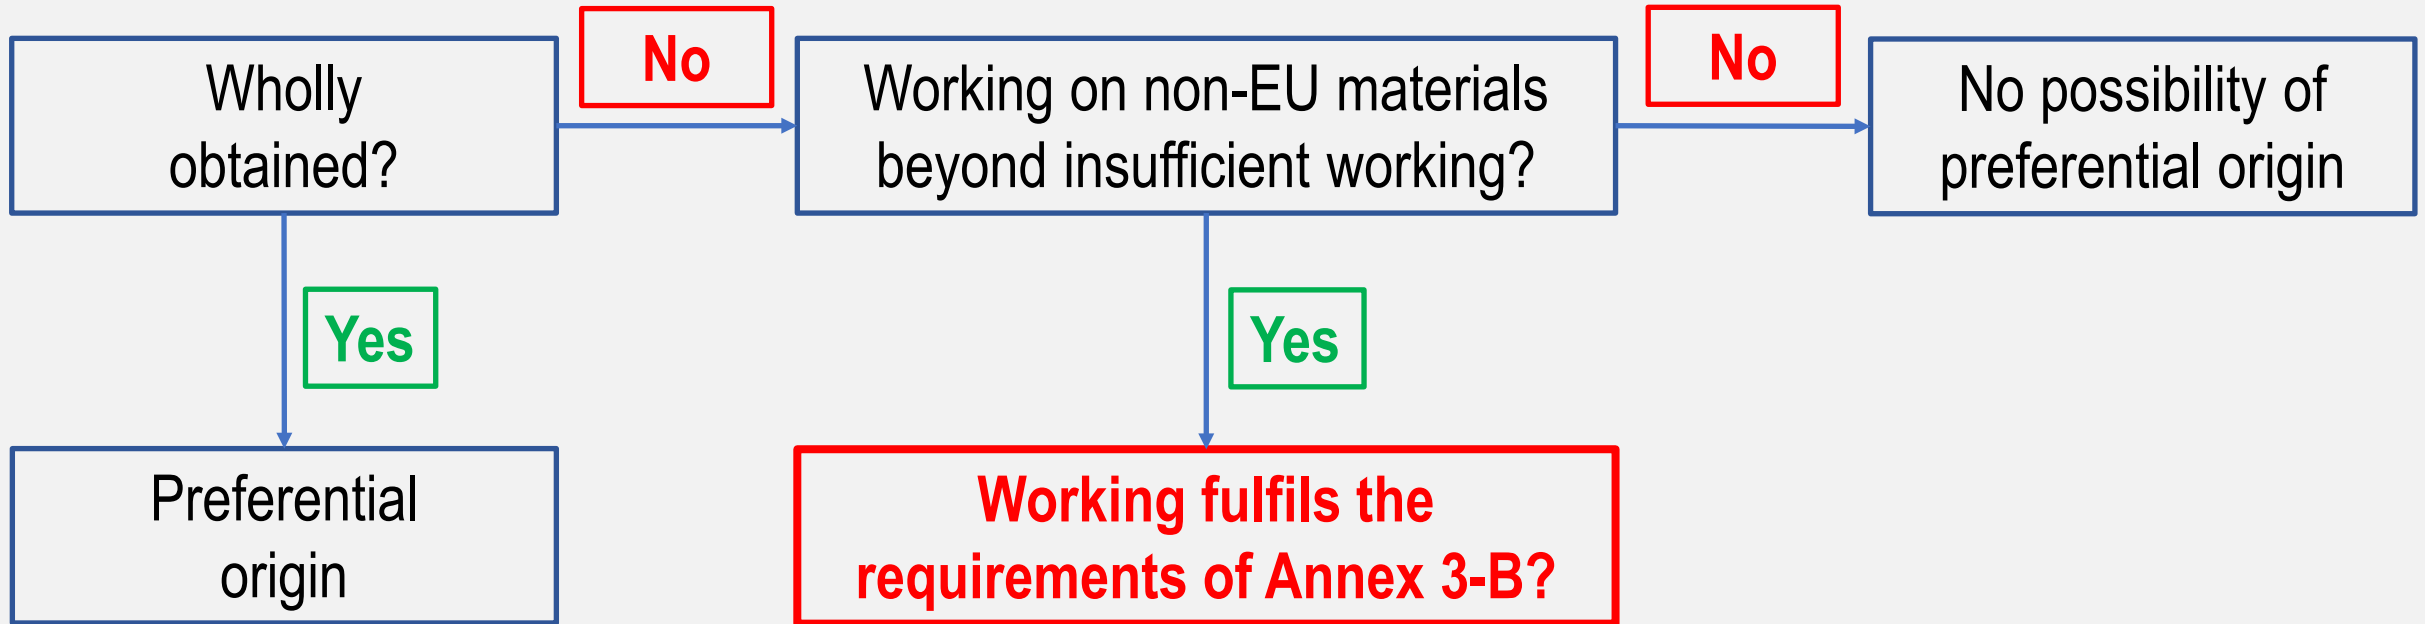 Wholly
obtained?
No
Working on non-EU materials
beyond insufficient working?
No
No possibility of
preferential origin
Yes
Yes
Preferential
origin
Working fulfils the
requirements of Annex 3-B?